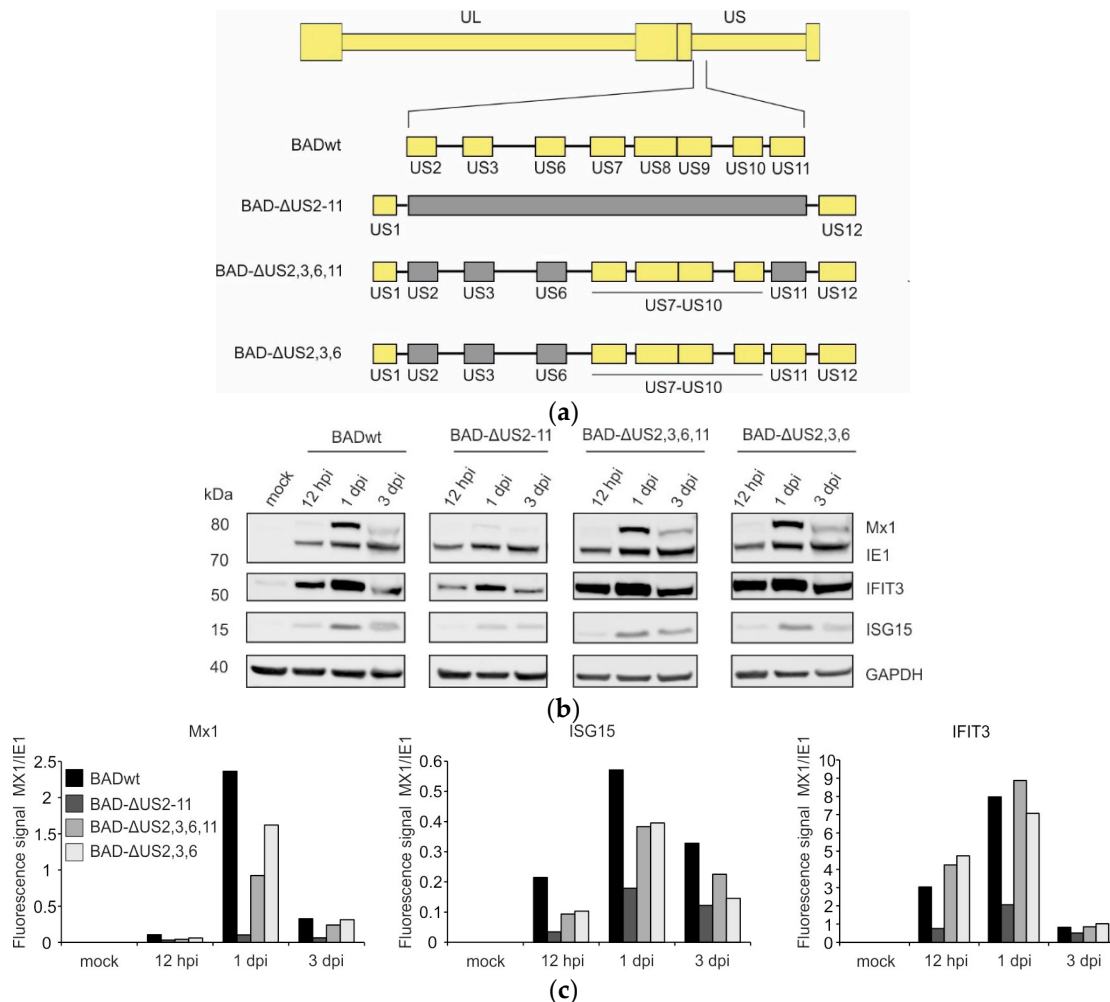 UL US
BADwt
US2 US3 US6 US7 US8 US9 US10 US11
BAD-ΔUS2-11
US1 US12
BAD-ΔUS2,3,6,11
US1 US2 US3 US6 US11 US12
US7-US10
BAD-ΔUS2,3,6
US1 US2 US3 US6 US11 US12
US7-US10
(a)
BADwt BAD-ΔUS2-11 BAD-ΔUS2,3,6,11 BAD-ΔUS2,3,6
kDa mock 12 hpi 1 dpi 3 dpi 12 hpi 1 dpi 3 dpi 12 hpi 1 dpi 3 dpi 12 hpi 1 dpi 3 dpi
80 Mx1
70 IE1
50 IFIT3
15 ISG15
40 GAPDH
(b)
Mx1
Fluorescence signal MX1/IE1
2.5
2
1.5
1
0.5
0
BADwt
BAD-ΔUS2-11
BAD-ΔUS2,3,6,11
BAD-ΔUS2,3,6
mock 12 hpi 1 dpi 3 dpi
ISG15
Fluorescence signal MX1/IE1
0.6
0.5
0.4
0.3
0.2
0.1
0
mock 12 hpi 1 dpi 3 dpi
IFIT3
Fluorescence signal MX1/IE1
10
9
8
7
6
5
4
3
2
1
0
mock 12 hpi 1 dpi 3 dpi
(c)